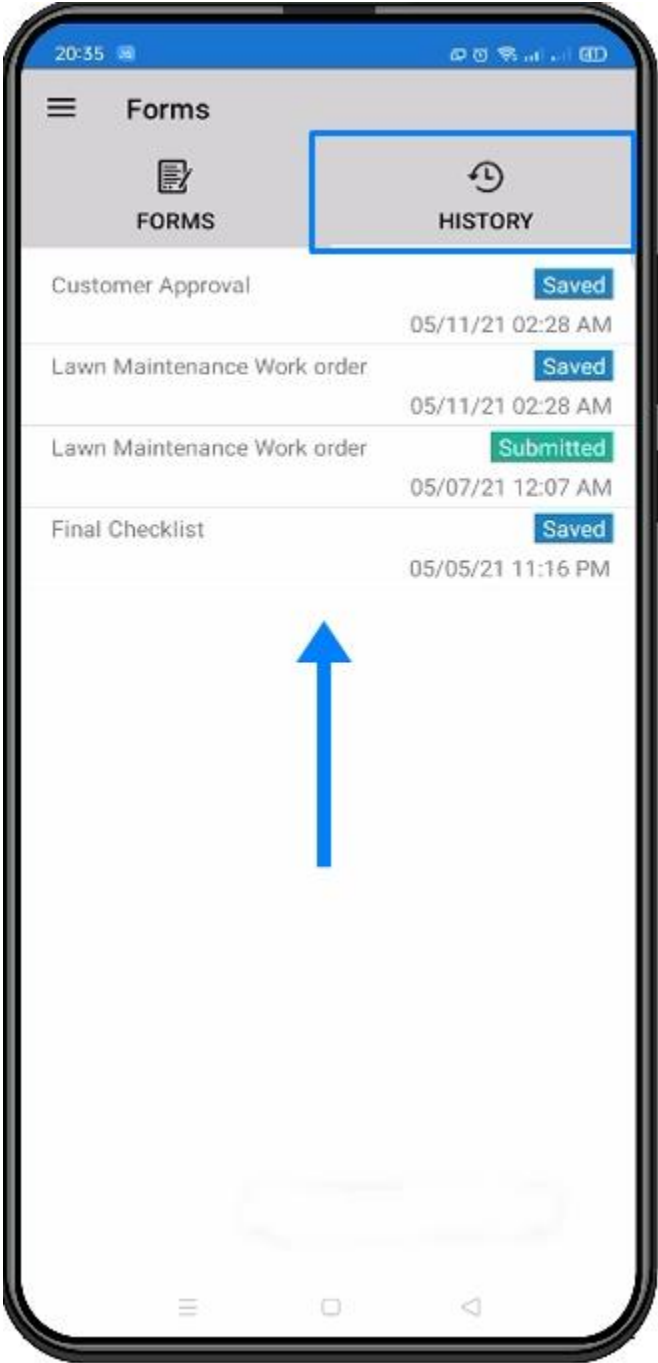 20:35
Forms
FORMS
HISTORY
Customer Approval
Saved
05/11/21 02:28 AM
Lawn Maintenance Work order
Saved
05/11/21 02:28 AM
Lawn Maintenance Work order
Submitted
05/07/21 12:07 AM
Final Checklist
Saved
05/05/21 11:16 PM